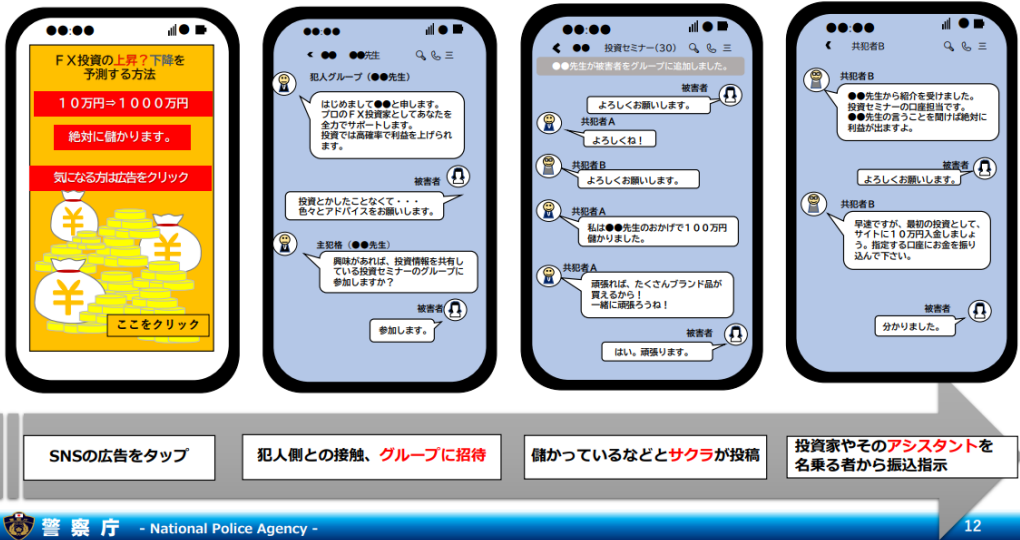 ●●:●●
ＦＸ投資の上昇？下降を
予測する方法
１０万円⇒１０００万円
絶対に儲かります。
気になる方は広告をクリック
¥
¥
¥
ここをクリック
●●:●●
●● ●●先生
犯人グループ（●●先生）
はじめまして●●と申します。
プロのＦＸ投資家としてあなたを
全力でサポートします。
投資では高確率で利益を上げられ
ます。
被害者
投資とかしたことなくて・・・
色々とアドバイスをお願いします。
主犯格（●●先生）
興味があれば、投資情報を共有し
ている投資セミナーのグループに
参加しますか？
被害者
参加します。
●●:●●
●● 投資セミナー(30)
●●先生が被害者をグループに追加しました。
被害者
よろしくお願いします。
共犯者Ａ
よろしくね！
共犯者Ｂ
よろしくお願いします。
共犯者Ａ
私は●●先生のおかげで１００万円
儲かりました。
共犯者Ａ
頑張れば、たくさんブランド品が
買えるから！
一緒に頑張ろうね！
被害者
はい。頑張ります。
●●:●●
共犯者B
共犯者Ｂ
●●先生から紹介を受けました。
投資セミナーの口座担当です。
●●先生の言うことを聞けば絶対に
利益が出ますよ。
被害者
よろしくお願いします。
共犯者Ｂ
早速ですが、最初の投資として、
サイトに１０万円入金しましょ
う。指定する口座にお金を振り
込んで下さい。
被害者
分かりました。
SNSの広告をタップ
犯人側との接触、グループに招待
儲かっているなどとサクラが投稿
投資家やそのアシスタントを
名乗る者から振込指示
警察庁 - National Police Agency -
12